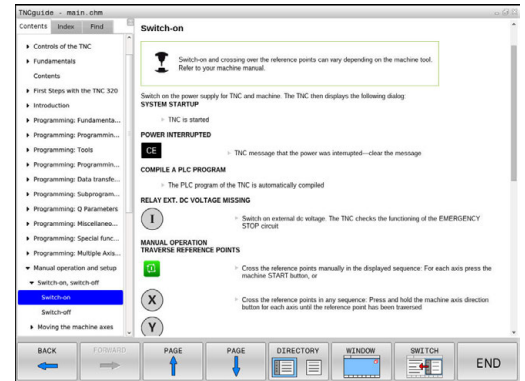 TNCguide - main.chm
Contents Index Find
Controls of the TNC
Fundamentals
Contents
First Steps with the TNC 320
Introduction
Programming: Fundamenta...
Programming: Programmin...
Programming: Tools
Programming: Programmin...
Programming: Data transfe...
Programming: Subprogram...
Programming: Q Parameters
Programming: Miscellaneo...
Programming: Special func...
Programming: Multiple Axis...
Manual operation and setup
Switch-on, switch-off
Switch-on
Switch-off
Moving the machine axes
Switch-on
Switch-on and crossing over the reference points can vary depending on the machine tool.
Refer to your machine manual.
Switch on the power supply for TNC and machine. The TNC then displays the following dialog:
SYSTEM STARTUP
TNC is started
POWER INTERRUPTED
CE
TNC message that the power was interrupted—clear the message
COMPILE A PLC PROGRAM
The PLC program of the TNC is automatically compiled
RELAY EXT. DC VOLTAGE MISSING
I
Switch on external dc voltage. The TNC checks the functioning of the EMERGENCY
STOP circuit
MANUAL OPERATION
TRAVERSE REFERENCE POINTS
Cross the reference points manually in the displayed sequence: For each axis press the
machine START button, or
X
Cross the reference points in any sequence: Press and hold the machine axis direction
button for each axis until the reference point has been traversed
Y
BACK
FORWARD
PAGE
PAGE
DIRECTORY
WINDOW
SWITCH
END